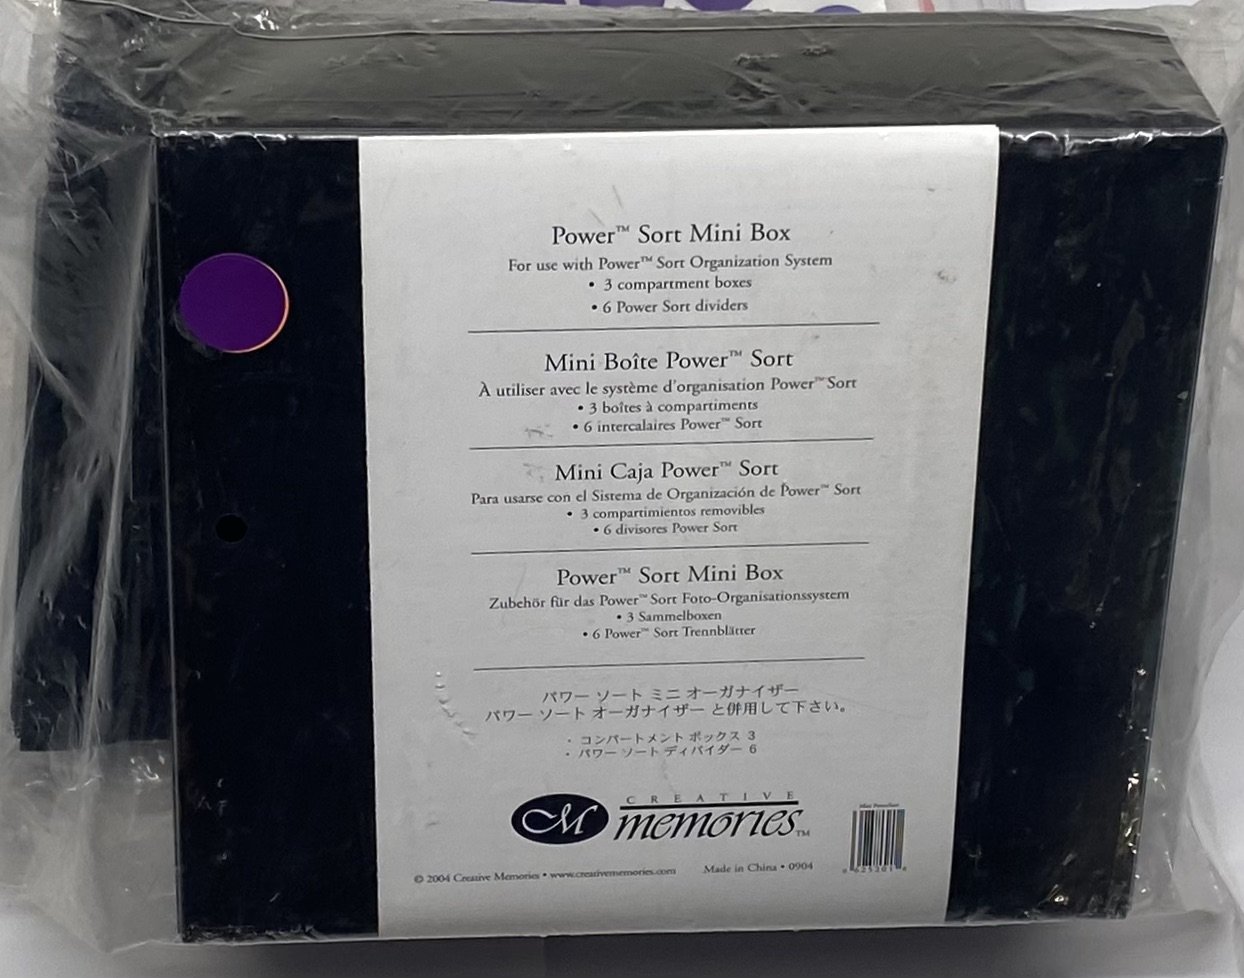 Power™ Sort Mini Box
For use with Power™ Sort Organization System
• 3 compartment boxes
• 6 Power Sort dividers
Mini Boîte Power™ Sort
À utiliser avec le système d'organisation Power™ Sort
• 3 boîtes à compartiments
• 6 intercalaires Power™ Sort
Mini Caja Power™ Sort
Para usarse con el Sistema de Organización de Power™ Sort
• 3 compartimientos removibles
• 6 divisores Power Sort
Power™ Sort Mini Box
Zubehör für das Power™ Sort Foto-Organisationssystem
• 3 Sammelboxen
• 6 Power™ Sort Trennblätter
パワー ソート ミニ オーガナイザー
パワー ソート オーガナイザー と併用して下さい。
・ コンパートメント ボックス 3
・ パワー ソート ディバイダー 6
CM CREATIVE
memories™
© 2004 Creative Memories • www.creativememories.com Made in China • 0904